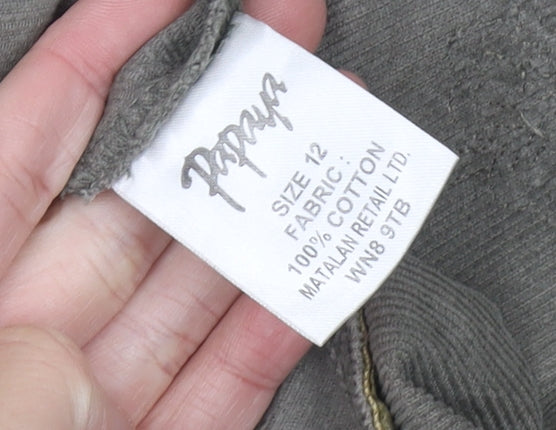 Papaya
SIZE 12
FABRIC :
100% COTTON
MATALAN RETAIL LTD.
WN8 9TB